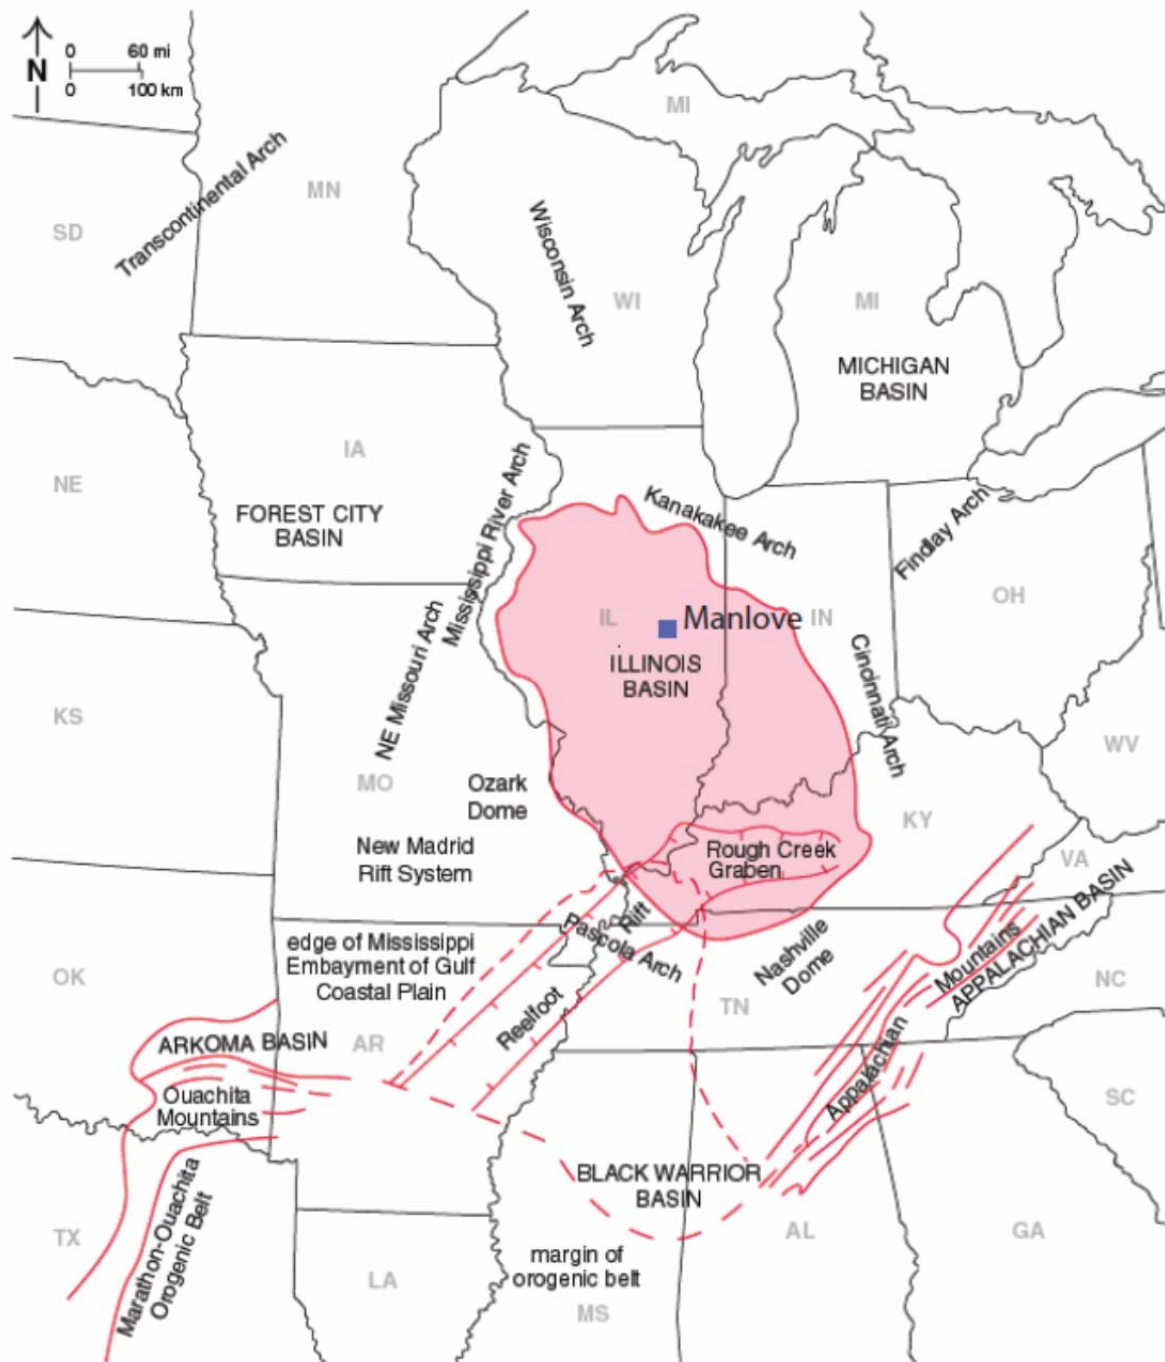 0 60 mi
N
0 100 km
MI
Transcontinental Arch
MN
SD
Wisconsin Arch
WI
MI
MICHIGAN
BASIN
IA
NE
Mississippi River Arch
Kanakakee Arch
Findlay Arch
FOREST CITY
BASIN
OH
NE Missouri Arch
IL
Manlove
IN
ILLINOIS
BASIN
Cincinnati Arch
KS
WV
MO
Ozark
Dome
KY
New Madrid
Rift System
Rough Creek
Graben
VA
edge of Mississippi
Embayment of Gulf
Coastal Plain
Rift
Pascola Arch
Nashville
Dome
Mountains
APPALACHIAN BASIN
OK
NC
TN
Reelfoot
ARKOMA BASIN
AR
Appalachian
Ouachita
Mountains
SC
BLACK WARRIOR
BASIN
Marathon-Ouachita
Orogenic Belt
TX
AL
GA
margin of
orogenic belt
LA
MS